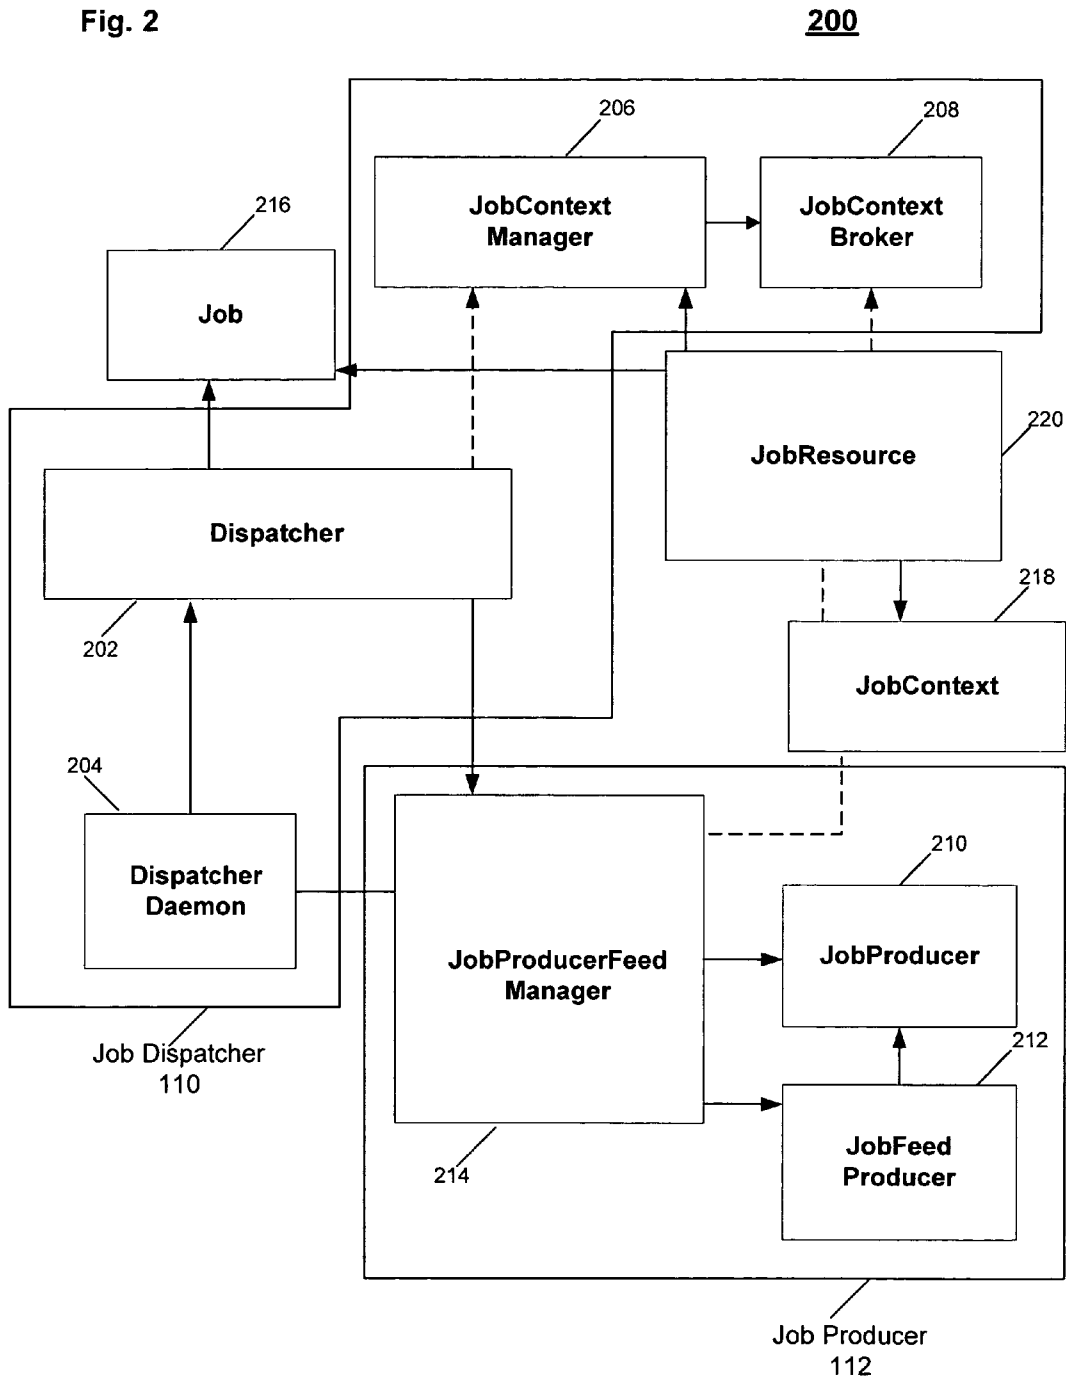 Fig. 2
200
206
208
JobContext
Manager
JobContext
Broker
216
Job
JobResource
220
Dispatcher
202
218
JobContext
204
Dispatcher
Daemon
210
JobProducer
JobProducerFeed
Manager
212
Job Dispatcher
110
JobFeed
Producer
214
Job Producer
112